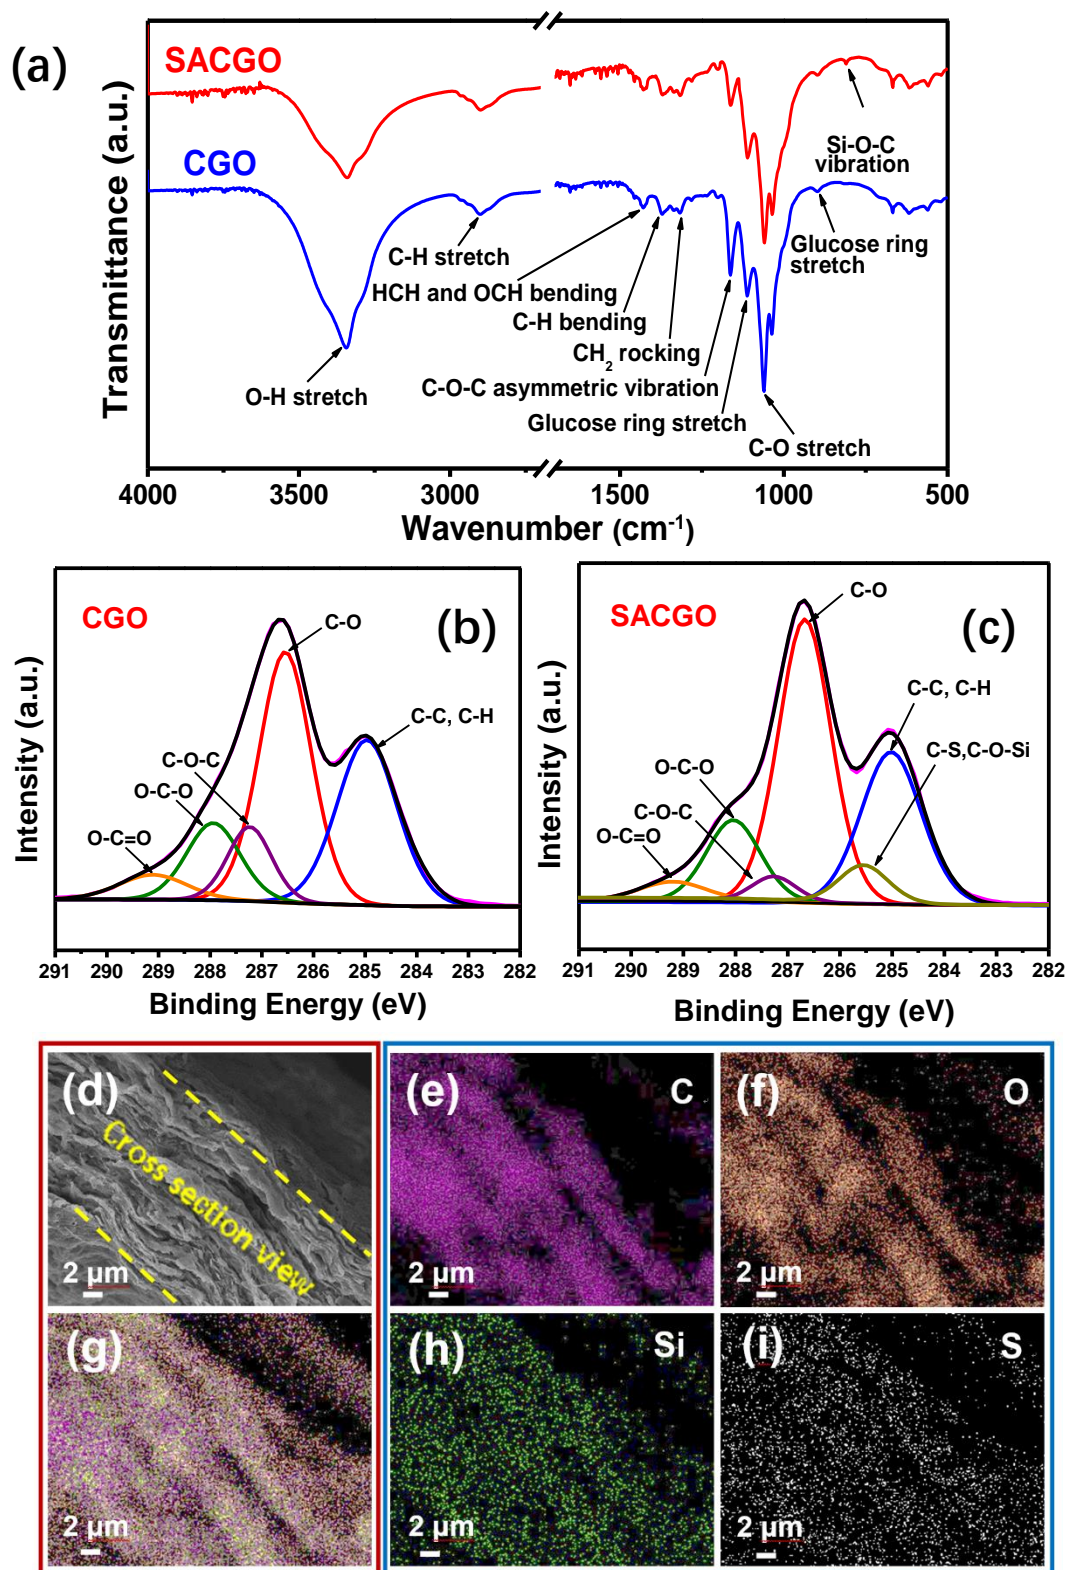 (a)
SACGO
CGO
Transmittance (a.u.)
Si-O-C
vibration
C-H stretch
Glucose ring
stretch
HCH and OCH bending
C-H bending
CH₂ rocking
O-H stretch
C-O-C asymmetric vibration
Glucose ring stretch
C-O stretch
4000 3500 3000 1500 1000 500
Wavenumber (cm⁻¹)
CGO
(b)
C-O
C-C, C-H
C-O-C
O-C-O
O-C=O
Intensity (a.u.)
291 290 289 288 287 286 285 284 283 282
Binding Energy (eV)
SACGO
(c)
C-O
C-C, C-H
C-S,C-O-Si
O-C-O
C-O-C
O-C=O
Intensity (a.u.)
291 290 289 288 287 286 285 284 283 282
Binding Energy (eV)
(d)
Cross section view
2 μm
(e)
C
2 μm
(f)
O
2 μm
(g)
2 μm
(h)
Si
2 μm
(i)
S
2 μm